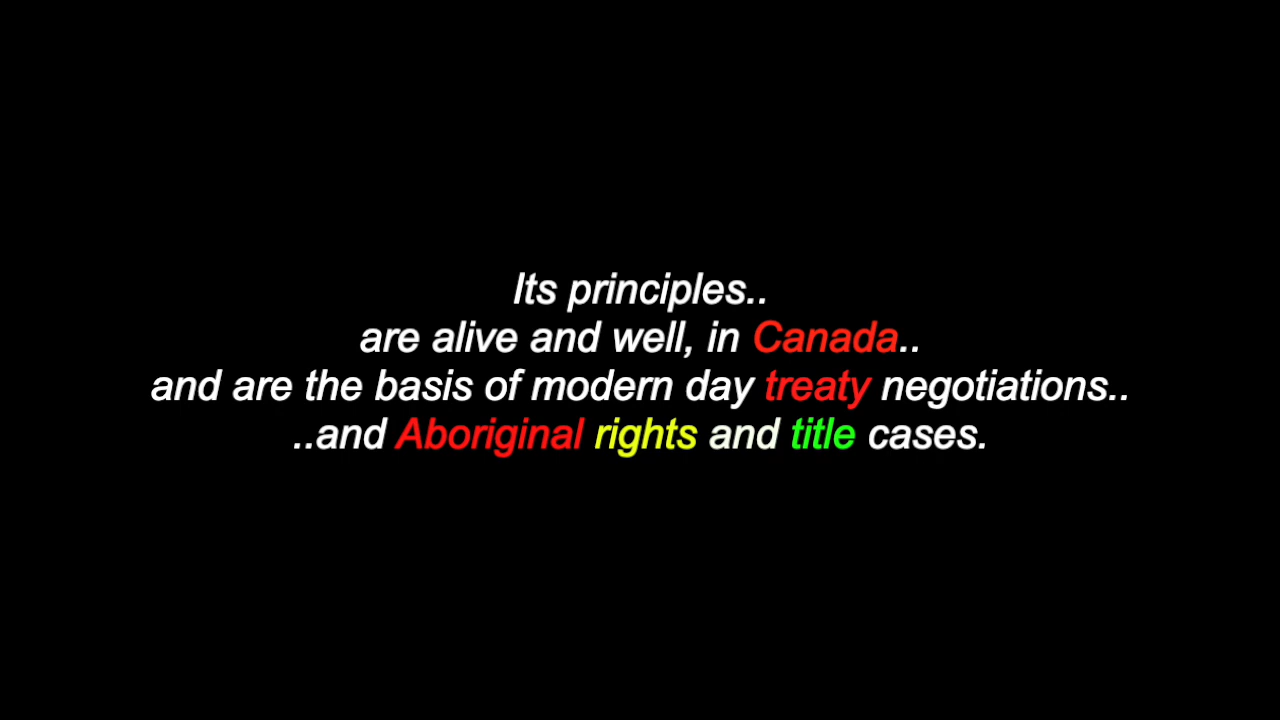 Its principles..
are alive and well, in Canada..
and are the basis of modern day treaty negotiations..
..and Aboriginal rights and title cases.